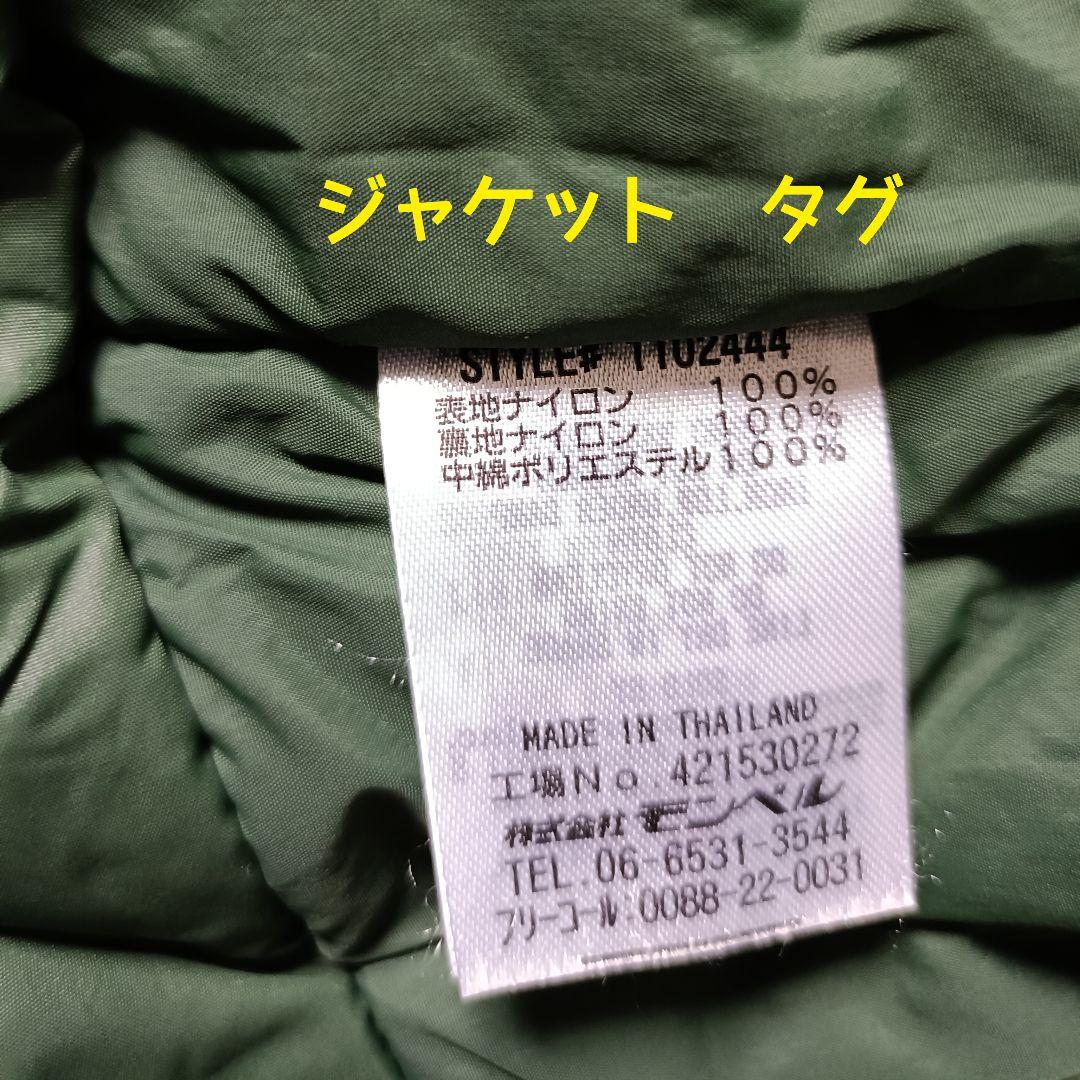 ジャケット　タグ
STYLE# 1102444
表地ナイロン 100%
裏地ナイロン 100%
中綿ポリエステル100%
MADE IN THAILAND
工場No.421530272
株式会社モンベル
TEL.06-6531-3544
フリーコール:0088-22-0031